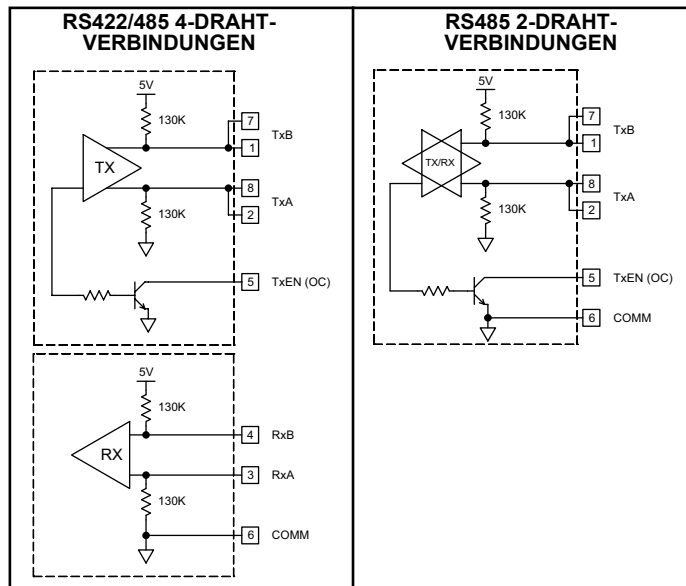 RS422/485 4-DRAHT-
VERBINDUNGEN
5V
130K
7
TxB
1
TX
8
TxA
130K
2
5
TxEN (OC)
5V
130K
4
RxB
RX
3
RxA
130K
6
COMM
RS485 2-DRAHT-
VERBINDUNGEN
5V
130K
7
TxB
1
TX/RX
8
TxA
130K
2
5
TxEN (OC)
6
COMM